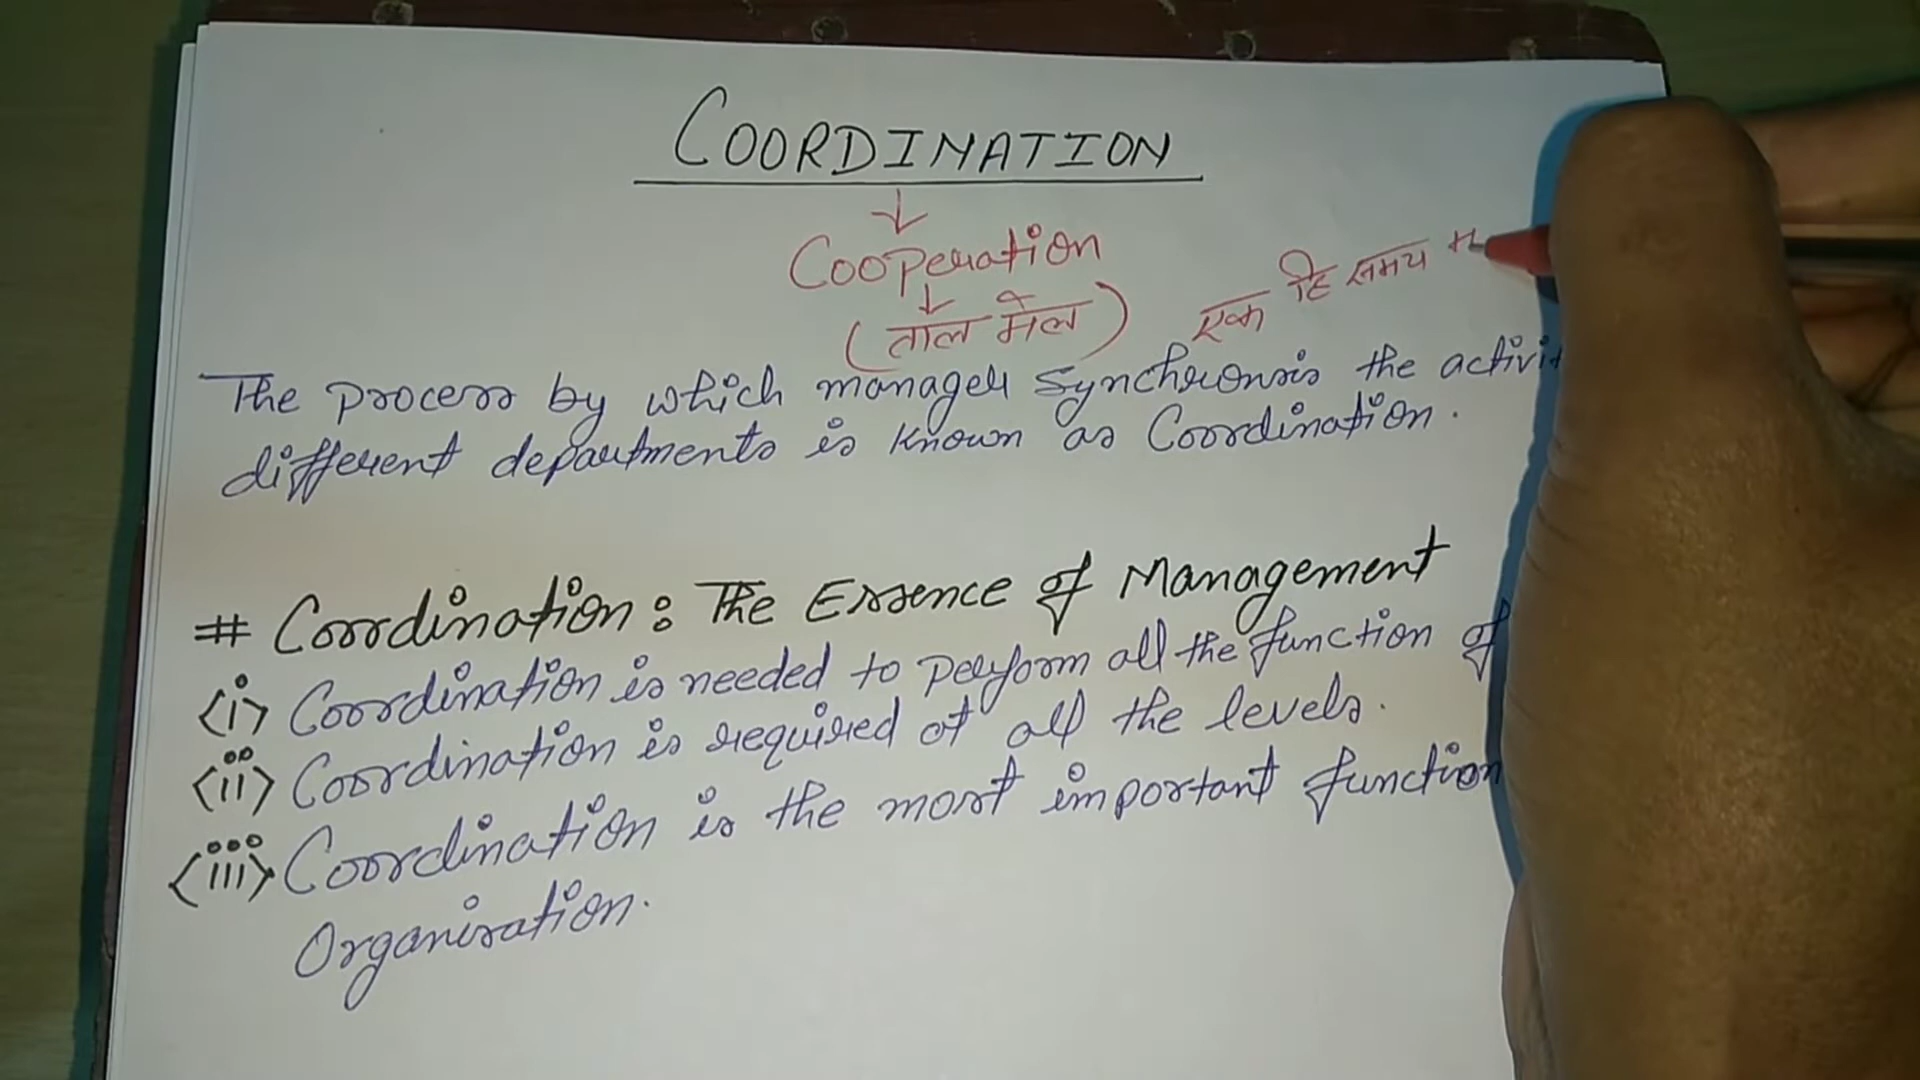 COORDINATION
Cooperation
(ताल मेल)
एक हि समय
The process by which manager Synchronsis the activit
different departments is known as Coordination.
# Coordination: The Essence of Management
(i) Coordination is needed to perform all the function of
(ii) Coordination is required at all the levels.
(iii) Coordination is the most important function
Organisation.